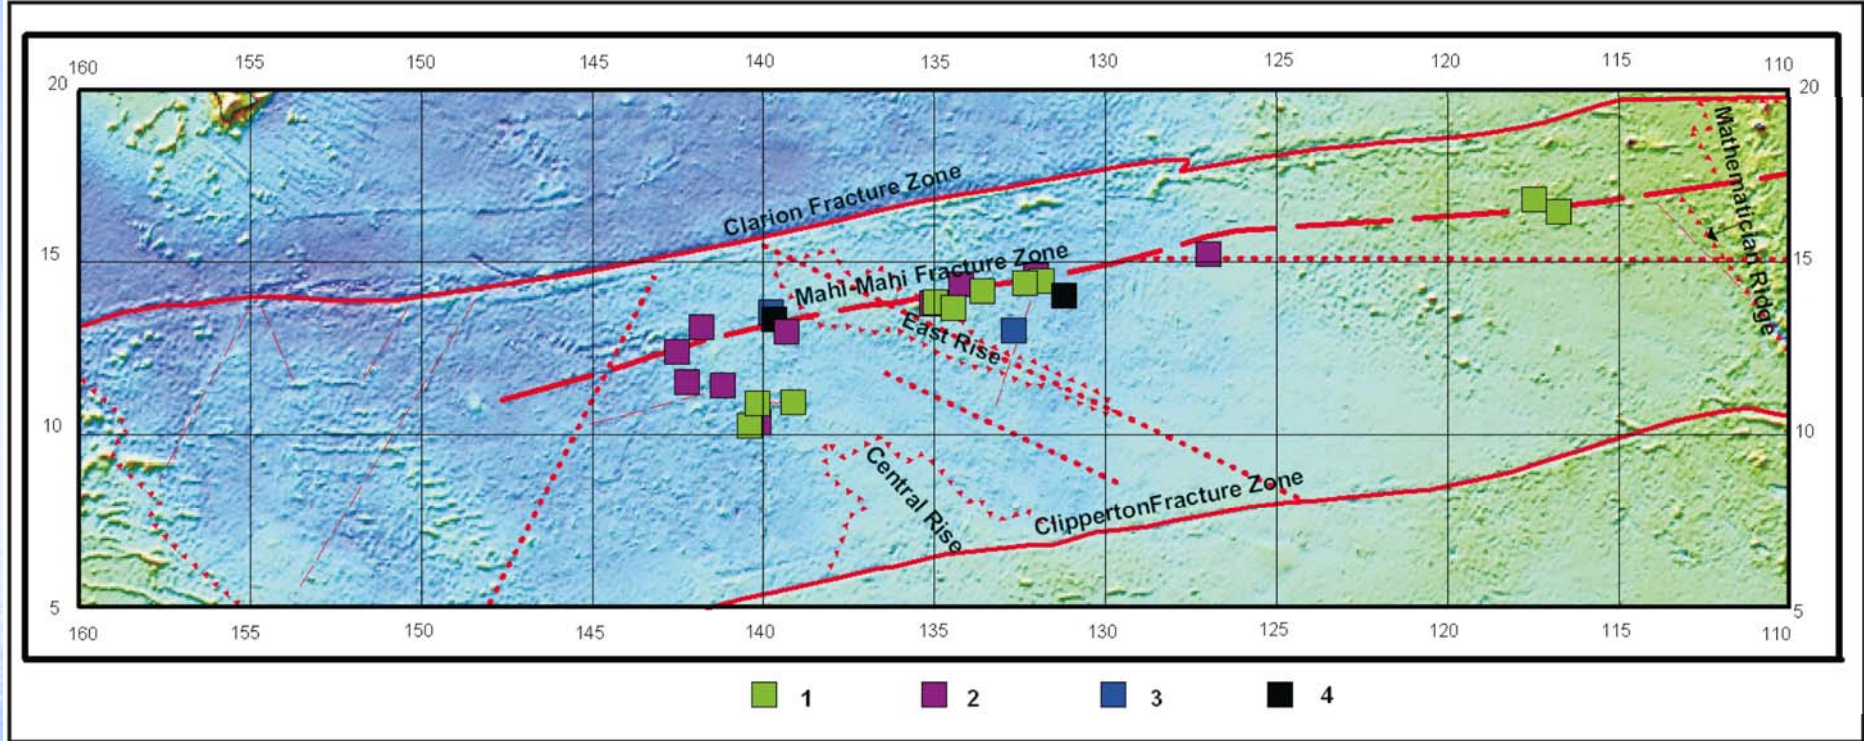 160 155 150 145 140 135 130 125 120 115 110
20 20
Mathematician Ridge
Clarion Fracture Zone
15 15
Mahi-Mahi Fracture Zone
East Rise
10 10
Central Rise
ClippertonFracture Zone
5 5
160 155 150 145 140 135 130 125 120 115 110
1 2 3 4